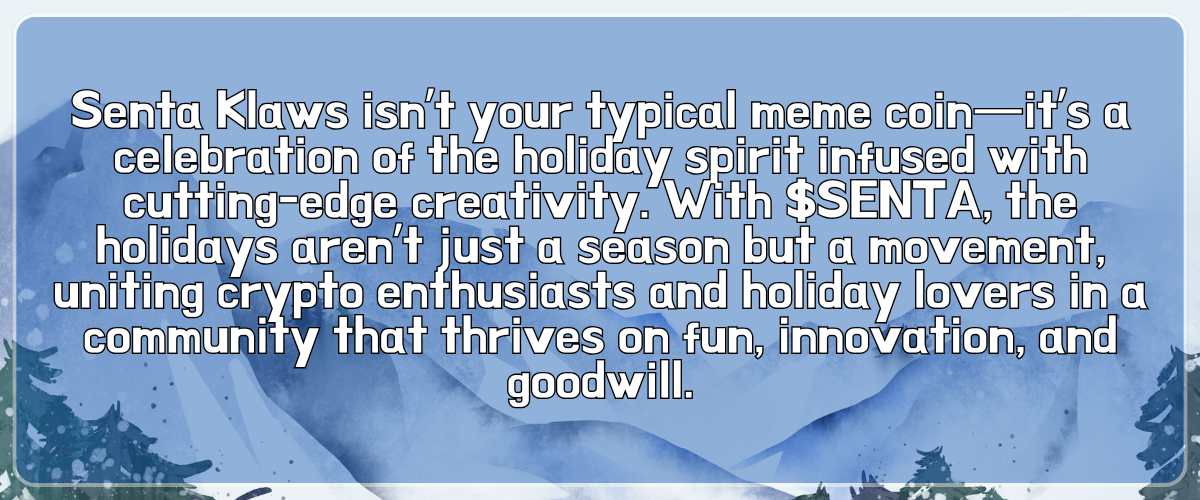 Senta Klaws isn't your typical meme coin—it's a
celebration of the holiday spirit infused with
cutting-edge creativity. With $SENTA, the
holidays aren't just a season but a movement,
uniting crypto enthusiasts and holiday lovers in a
community that thrives on fun, innovation, and
goodwill.